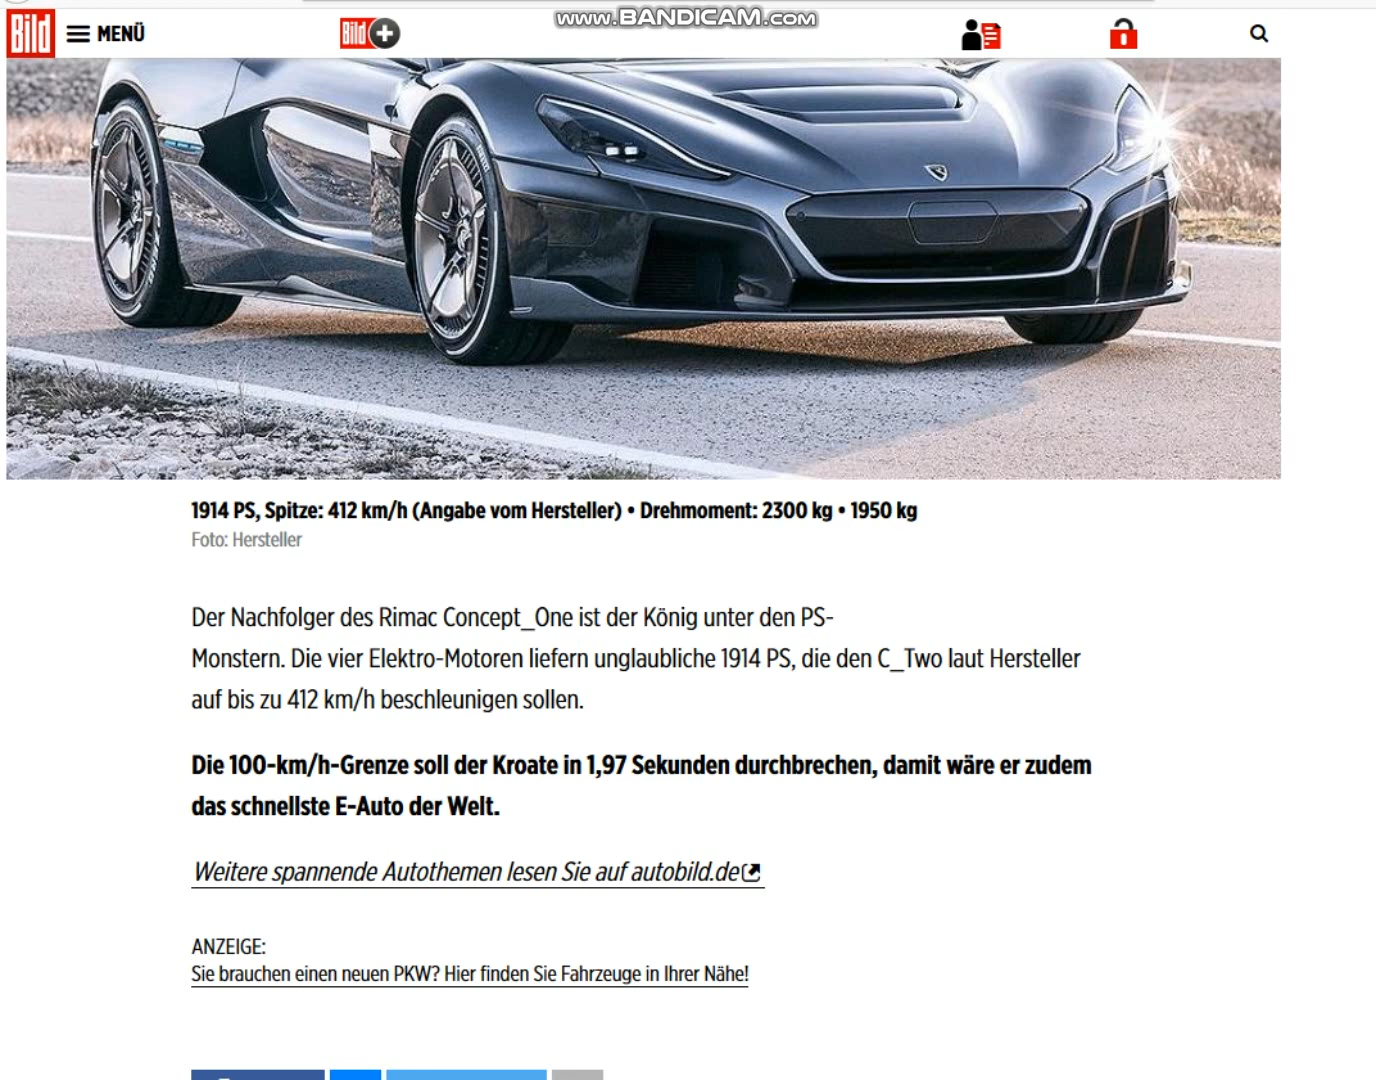 www.BANDICAM.com
Bild
MENÜ
Bild
1914 PS, Spitze: 412 km/h (Angabe vom Hersteller) • Drehmoment: 2300 kg • 1950 kg
Foto: Hersteller
Der Nachfolger des Rimac Concept_One ist der König unter den PS-
Monstern. Die vier Elektro-Motoren liefern unglaubliche 1914 PS, die den C_Two laut Hersteller
auf bis zu 412 km/h beschleunigen sollen.
Die 100-km/h-Grenze soll der Kroate in 1,97 Sekunden durchbrechen, damit wäre er zudem
das schnellste E-Auto der Welt.
Weitere spannende Autothemen lesen Sie auf autobild.de
ANZEIGE:
Sie brauchen einen neuen PKW? Hier finden Sie Fahrzeuge in Ihrer Nähe!